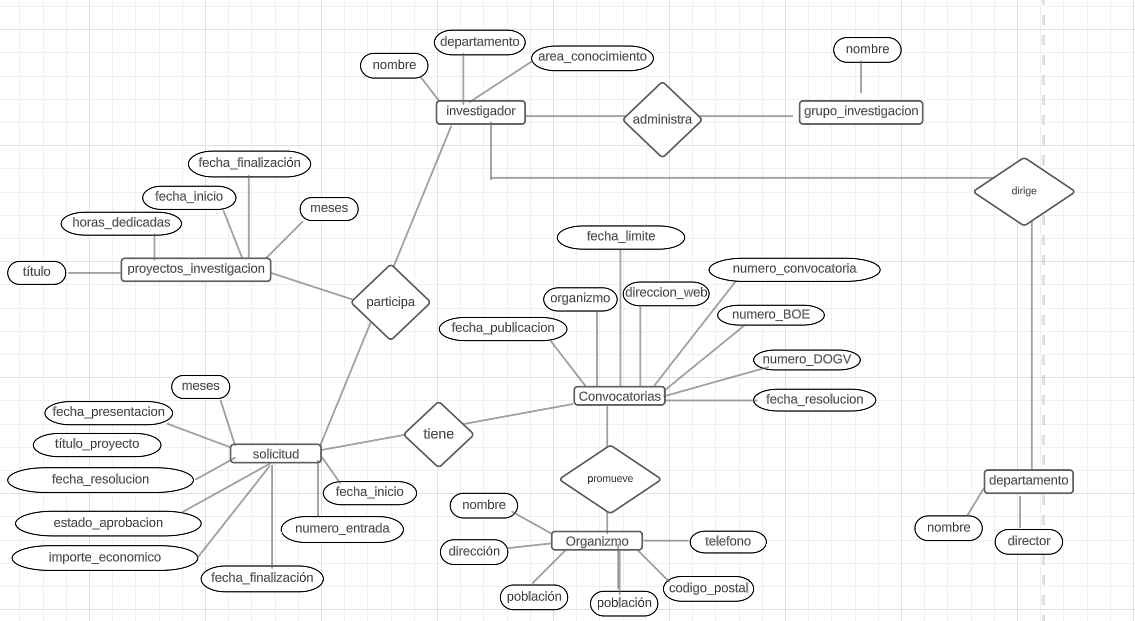 departamento
nombre
area_conocimiento
nombre
investigador
administra
grupo_investigacion
fecha_finalización
fecha_inicio
meses
horas_dedicadas
dirige
título
proyectos_investigacion
fecha_limite
numero_convocatoria
organizmo
direccion_web
participa
numero_BOE
fecha_publicacion
numero_DOGV
meses
Convocatorias
fecha_resolucion
fecha_presentacion
título_proyecto
tiene
solicitud
fecha_resolucion
promueve
departamento
fecha_inicio
nombre
estado_aprobacion
numero_entrada
nombre
director
importe_economico
dirección
Organizmo
telefono
fecha_finalización
población
población
codigo_postal